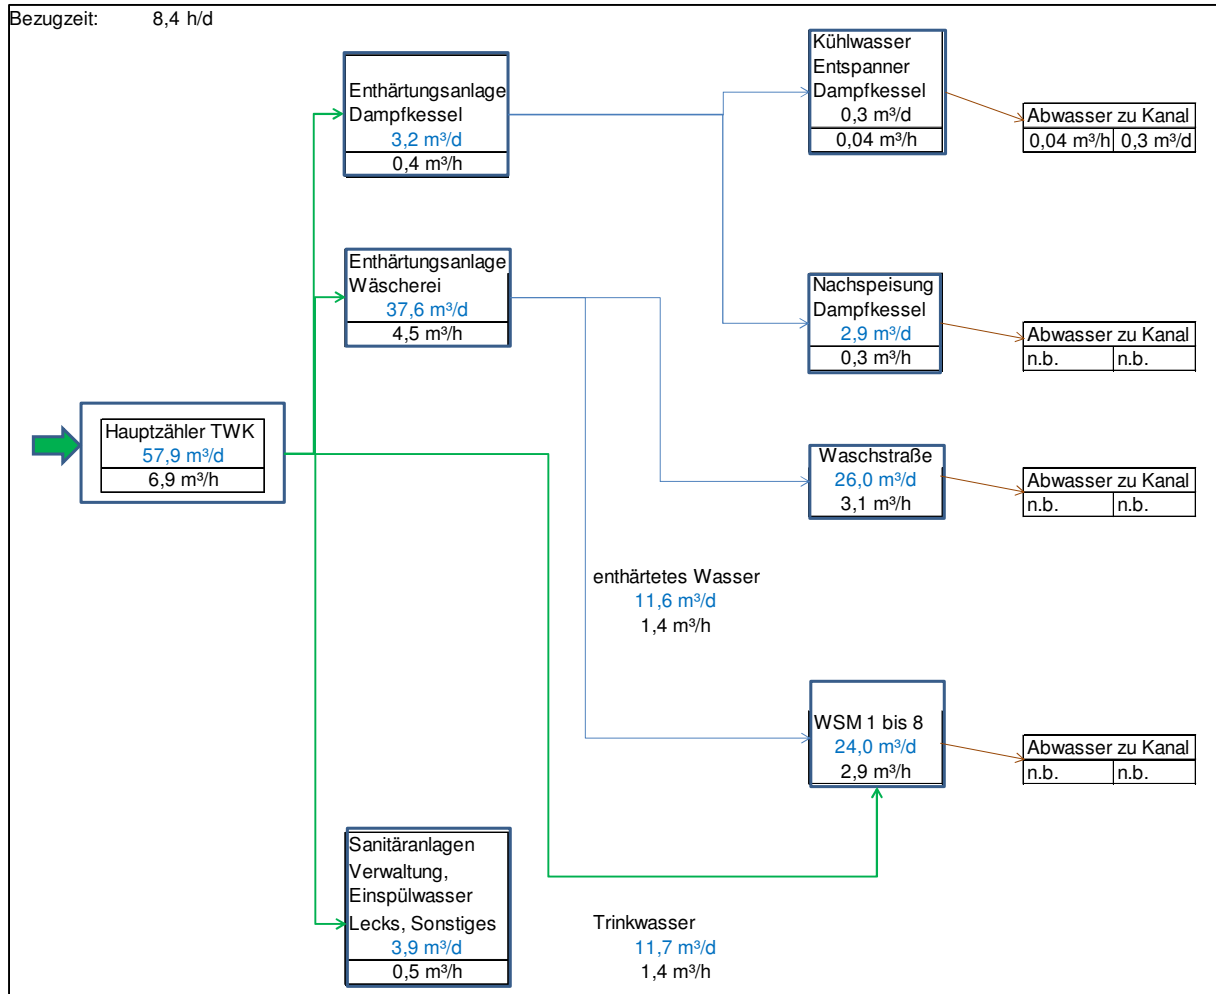 Bezugzeit: 8,4 h/d
Enthärtungsanlage
Dampfkessel
3,2 m³/d
0,4 m³/h
Kühlwasser
Entspanner
Dampfkessel
0,3 m³/d
0,04 m³/h
Abwasser zu Kanal
0,04 m³/h 0,3 m³/d
Enthärtungsanlage
Wäscherei
37,6 m³/d
4,5 m³/h
Nachspeisung
Dampfkessel
2,9 m³/d
0,3 m³/h
Abwasser zu Kanal
n.b. n.b.
Hauptzähler TWK
57,9 m³/d
6,9 m³/h
Waschstraße
26,0 m³/d
3,1 m³/h
Abwasser zu Kanal
n.b. n.b.
enthärtetes Wasser
11,6 m³/d
1,4 m³/h
WSM 1 bis 8
24,0 m³/d
2,9 m³/h
Abwasser zu Kanal
n.b. n.b.
Sanitäranlagen
Verwaltung,
Einspülwasser
Lecks, Sonstiges
3,9 m³/d
0,5 m³/h
Trinkwasser
11,7 m³/d
1,4 m³/h